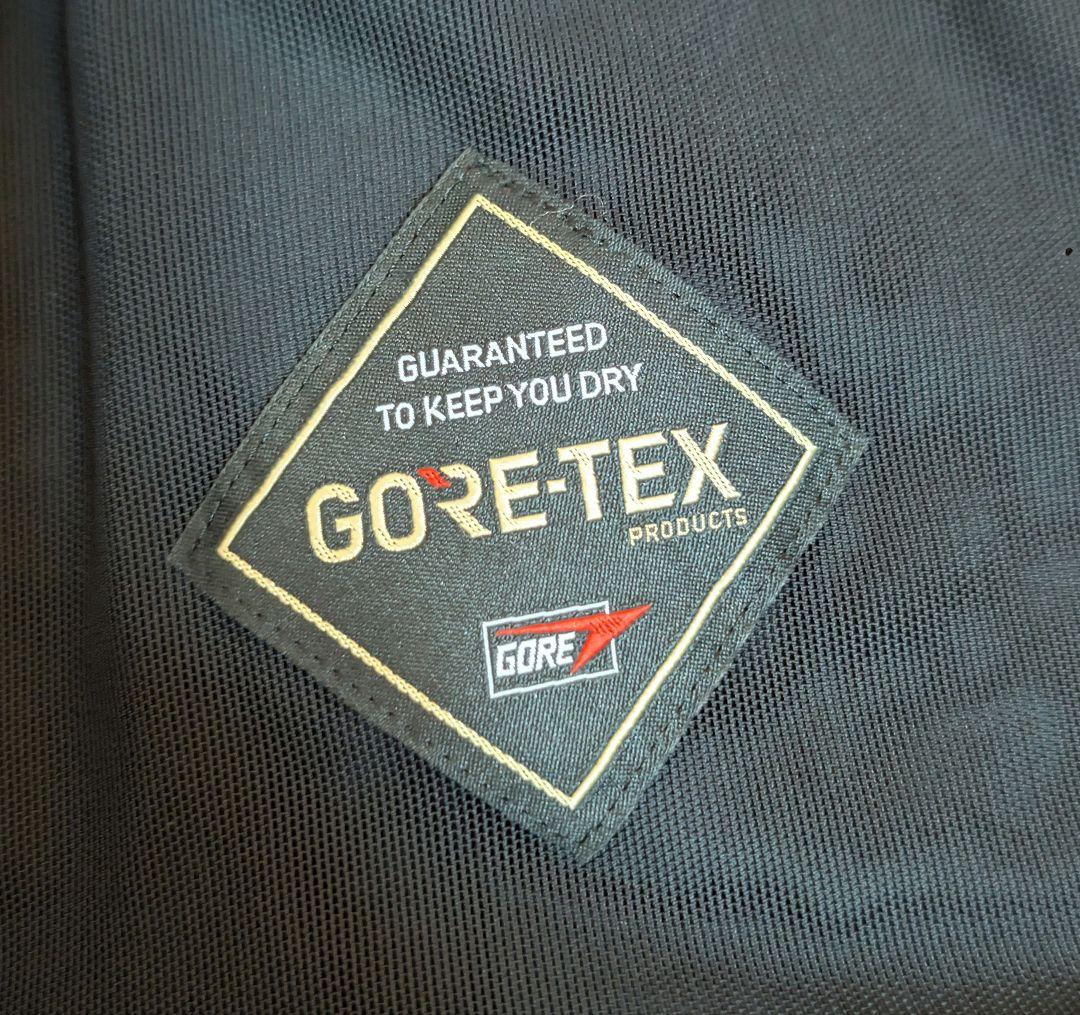 GUARANTEED
TO KEEP YOU DRY
GORE-TEX
PRODUCTS
GORE